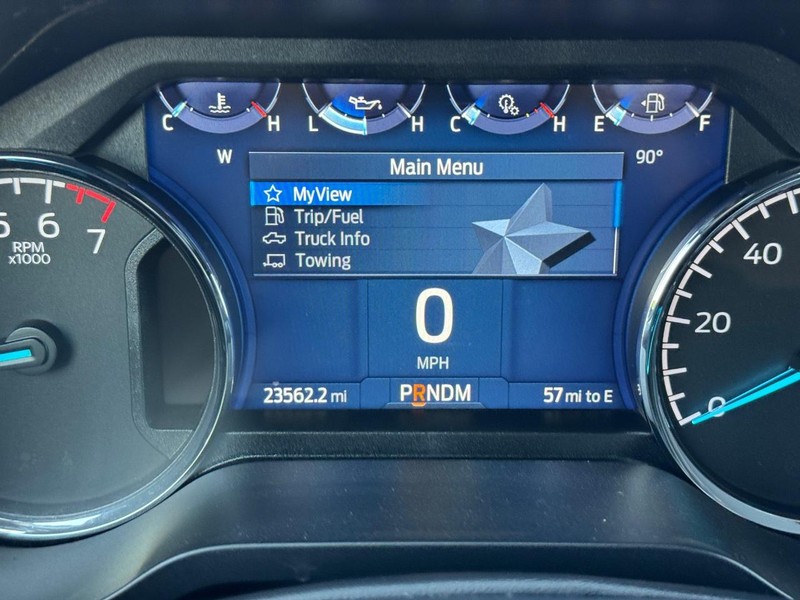 C H L H C H E F
W 90°
Main Menu
MyView
Trip/Fuel
Truck Info
Towing
6
7
RPM
x1000
40
20
0
0
MPH
23562.2 mi
PRNDM
57 mi to E